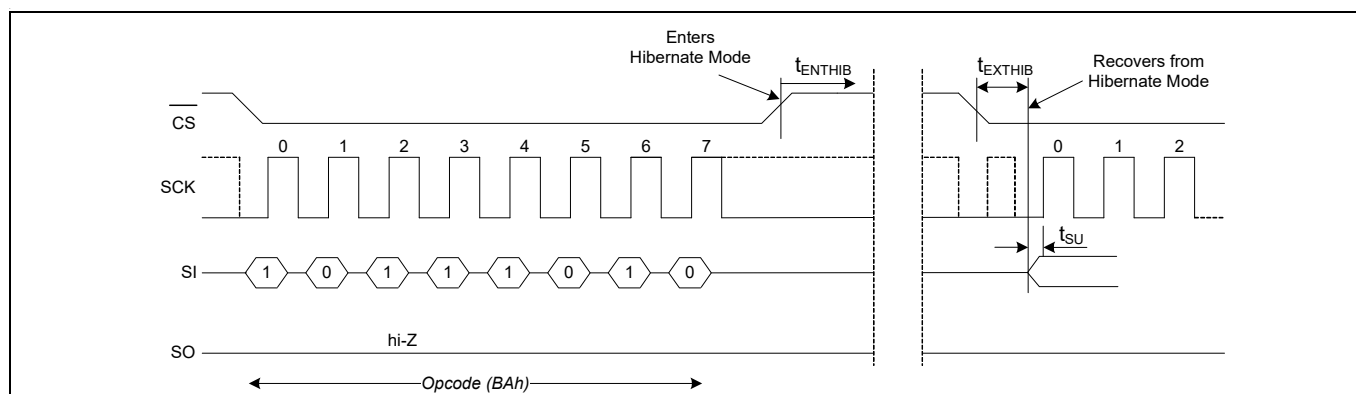 Enters
Hibernate Mode
tENTHIB
tEXTHIB
Recovers from
Hibernate Mode
CS
0 1 2 3 4 5 6 7 0 1 2
SCK
tSU
SI 1 0 1 1 1 0 1 0
hi-Z
SO
Opcode (BAh)